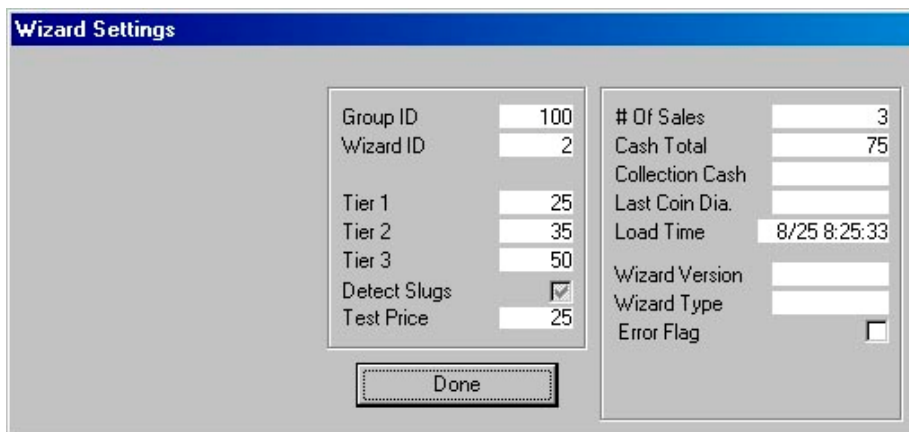 Wizard Settings
Group ID 100
Wizard ID 2
Tier 1 25
Tier 2 35
Tier 3 50
Detect Slugs
Test Price 25
Done
# Of Sales 3
Cash Total 75
Collection Cash
Last Coin Dia.
Load Time 8/25 8:25:33
Wizard Version
Wizard Type
Error Flag